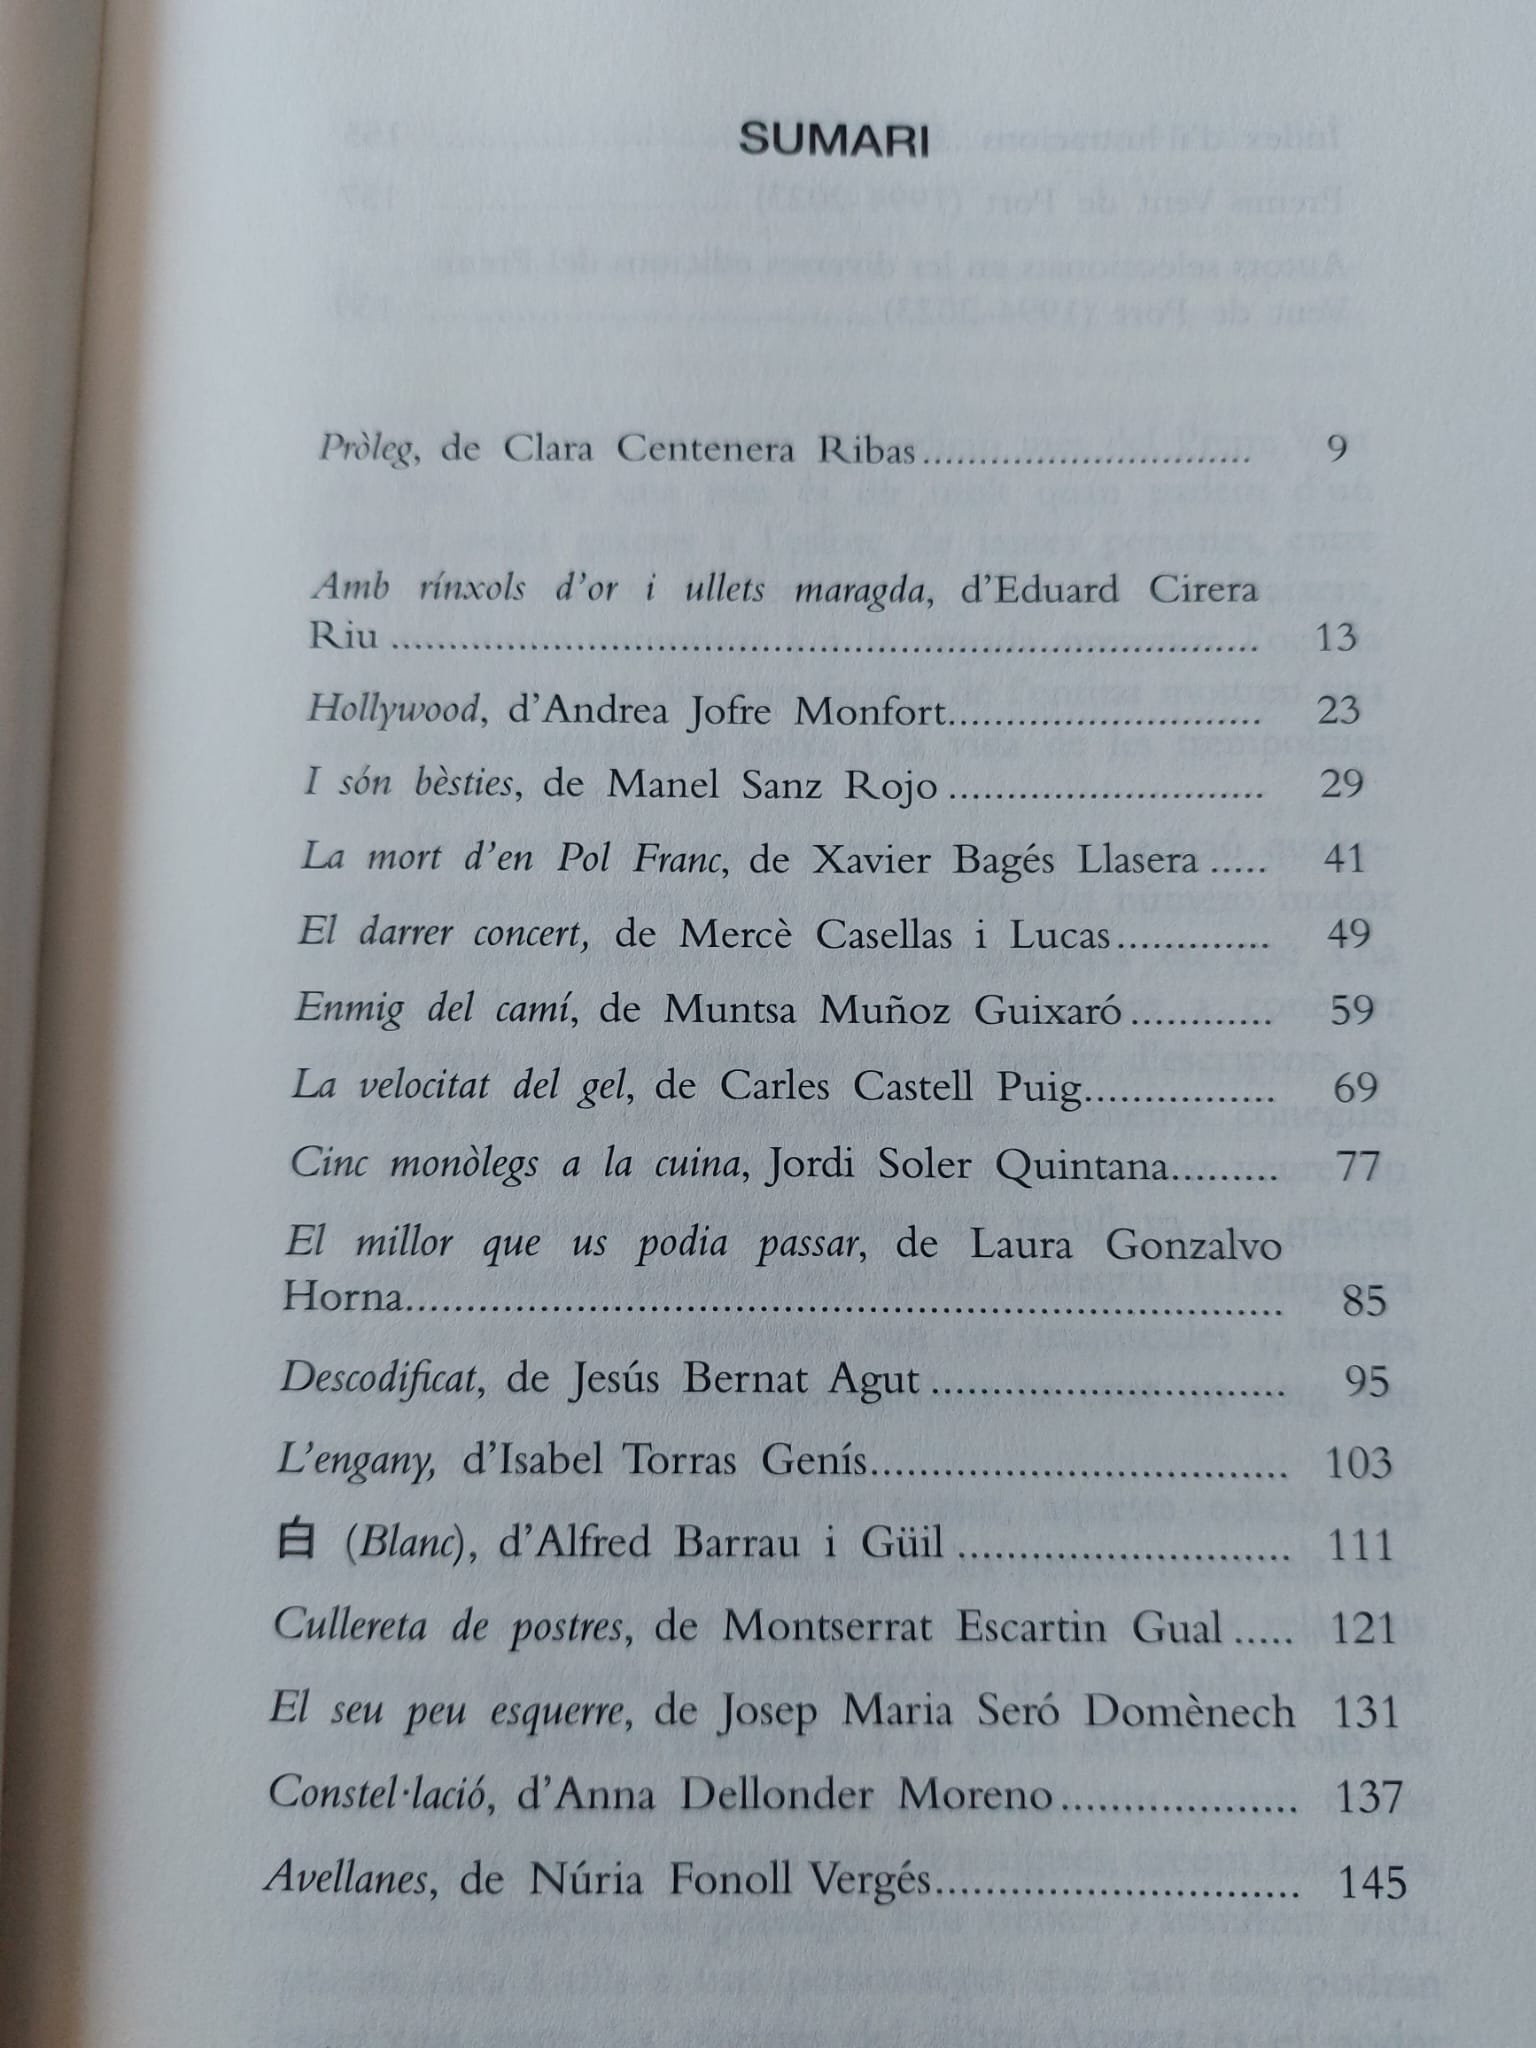 SUMARI
Pròleg, de Clara Centenera Ribas............................ 9
Amb rínxols d'or i ullets maragda, d'Eduard Cirera
Riu .......................................................................... 13
Hollywood, d'Andrea Jofre Monfort.......................... 23
I són bèsties, de Manel Sanz Rojo ........................... 29
La mort d'en Pol Franc, de Xavier Bagés Llasera ..... 41
El darrer concert, de Mercè Casellas i Lucas............. 49
Enmig del camí, de Muntsa Muñoz Guixaró............ 59
La velocitat del gel, de Carles Castell Puig................ 69
Cinc monòlegs a la cuina, Jordi Soler Quintana......... 77
El millor que us podia passar, de Laura Gonzalvo
Horna......................................................................... 85
Descodificat, de Jesús Bernat Agut .............................. 95
L'engany, d'Isabel Torras Genís................................... 103
白 (Blanc), d'Alfred Barrau i Güil ............................ 111
Cullereta de postres, de Montserrat Escartin Gual ..... 121
El seu peu esquerre, de Josep Maria Seró Domènech 131
Constel·lació, d'Anna Dellonder Moreno................... 137
Avellanes, de Núria Fonoll Vergés.............................. 145